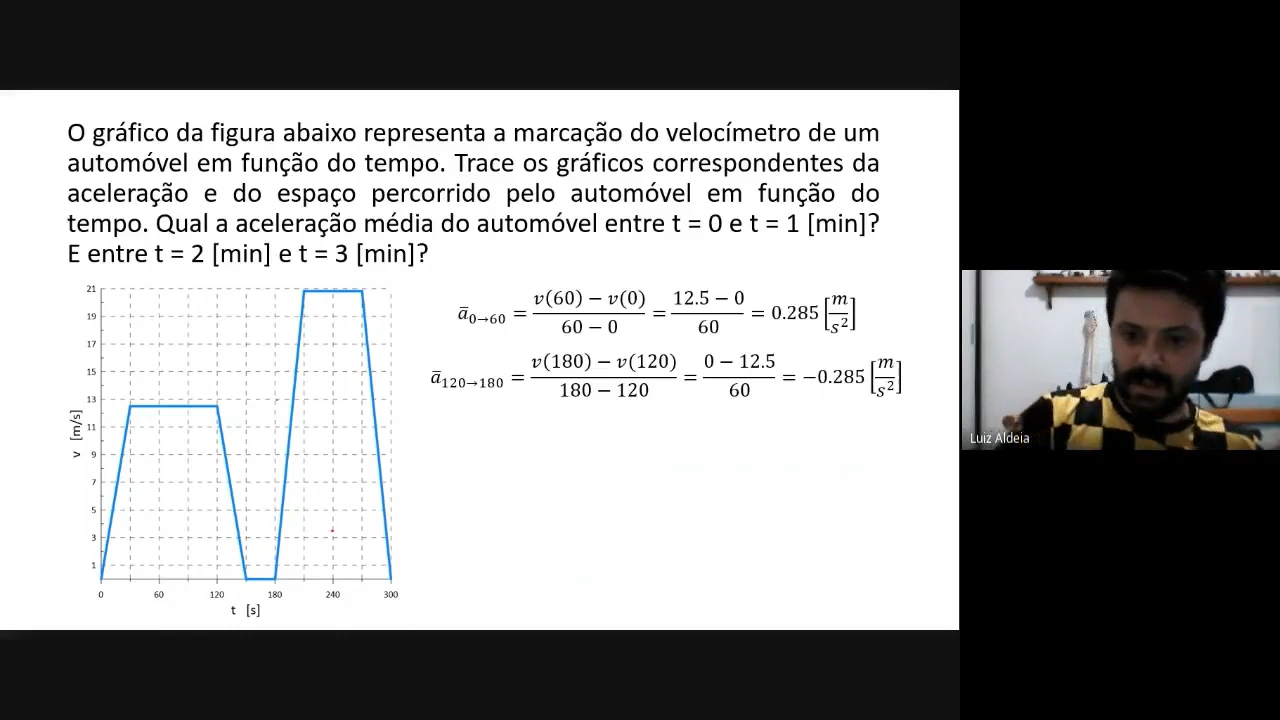 O gráfico da figura abaixo representa a marcação do velocímetro de um
automóvel em função do tempo. Trace os gráficos correspondentes da
aceleração e do espaço percorrido pelo automóvel em função do
tempo. Qual a aceleração média do automóvel entre t = 0 e t = 1 [min]?
E entre t = 2 [min] e t = 3 [min]?
21
19
17
15
13
11
9
7
5
3
1
v [m/s]
0 60 120 180 240 300
t [s]
a̅₀→₆₀ = v(60) − v(0) / 60 − 0 = 12.5 − 0 / 60 = 0.285 [m/s²]
a̅₁₂₀→₁₈₀ = v(180) − v(120) / 180 − 120 = 0 − 12.5 / 60 = −0.285 [m/s²]
Luiz Aldeia